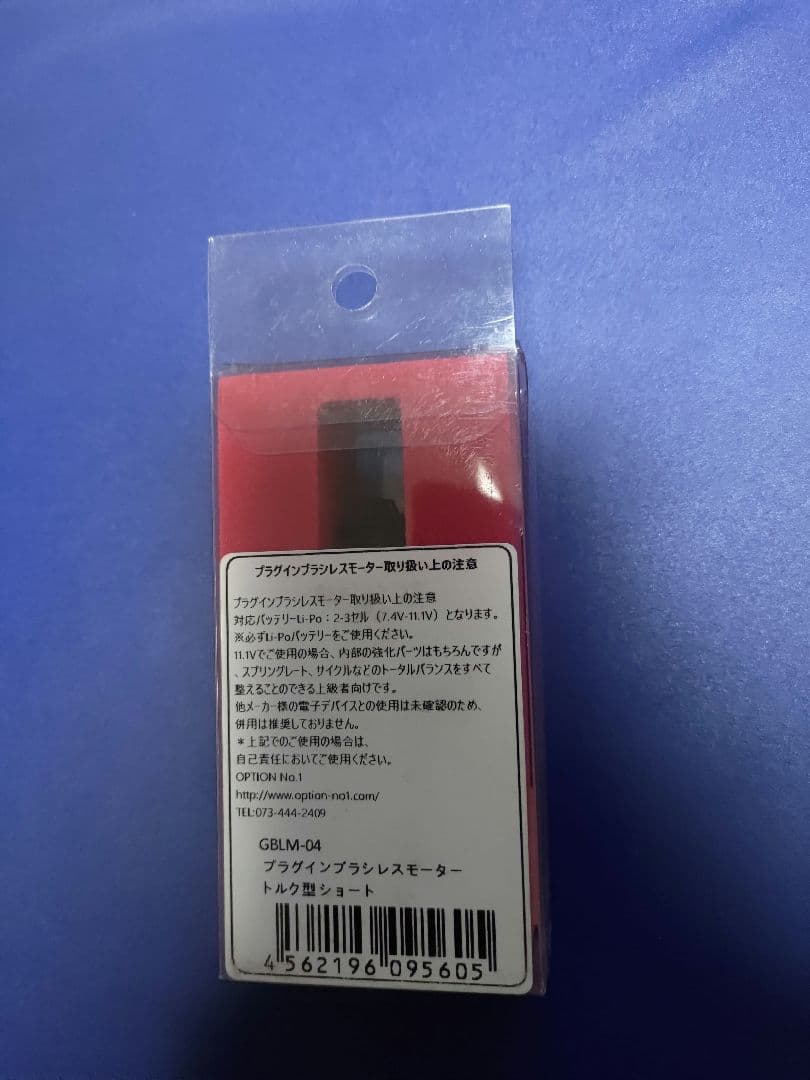 プラグインブラシレスモーター取り扱い上の注意
プラグインブラシレスモーター取り扱い上の注意
対応バッテリーLi-Po：2-3セル（7.4V-11.1V）となります。
※必ずLi-Poバッテリーをご使用ください。
11.1Vでご使用の場合、内部の強化パーツはもちろんですが
、スプリングレート、サイクルなどのトータルバランスをすべて
整えることのできる上級者向けです。
他メーカー様の電子デバイスとの使用は未確認のため、
併用は推奨しておりません。
＊上記でのご使用の場合は、
自己責任においてご使用ください。
OPTION No.1
http://www.option-no1.com/
TEL:073-444-2409
GBLM-04
プラグインブラシレスモーター
トルク型ショート
4 562196 095605